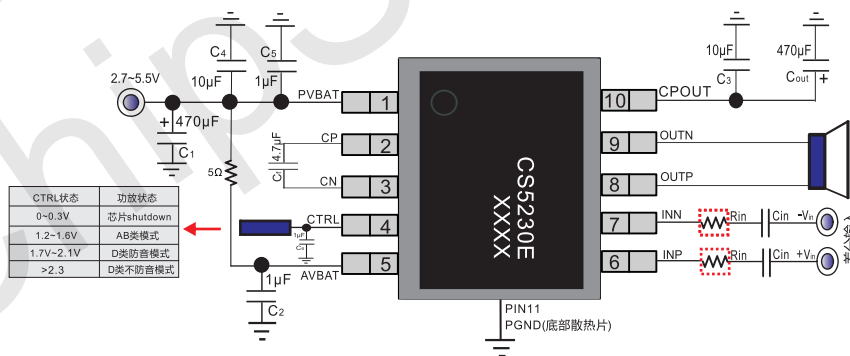 C4
10μF
C5
1μF
10μF
C3
470μF
Cout
+
2.7~5.5V
+
470μF
C1
PVBAT
1
10
CPOUT
CP
2
9
OUTN
4.7μF
Cf
5Ω
CN
3
8
OUTP
CS5230E
XXXX
CTRL
4
7
INN
Rin
Cin
-Vin
1μF
AVBAT
5
6
INP
Rin
Cin
+Vin
1μF
C2
CTRL状态 功放状态
0~0.3V 芯片shutdown
1.2~1.6V AB类模式
1.7V~2.1V D类防音模式
>2.3 D类不防音模式
PIN11
PGND(底部散热片)
chips